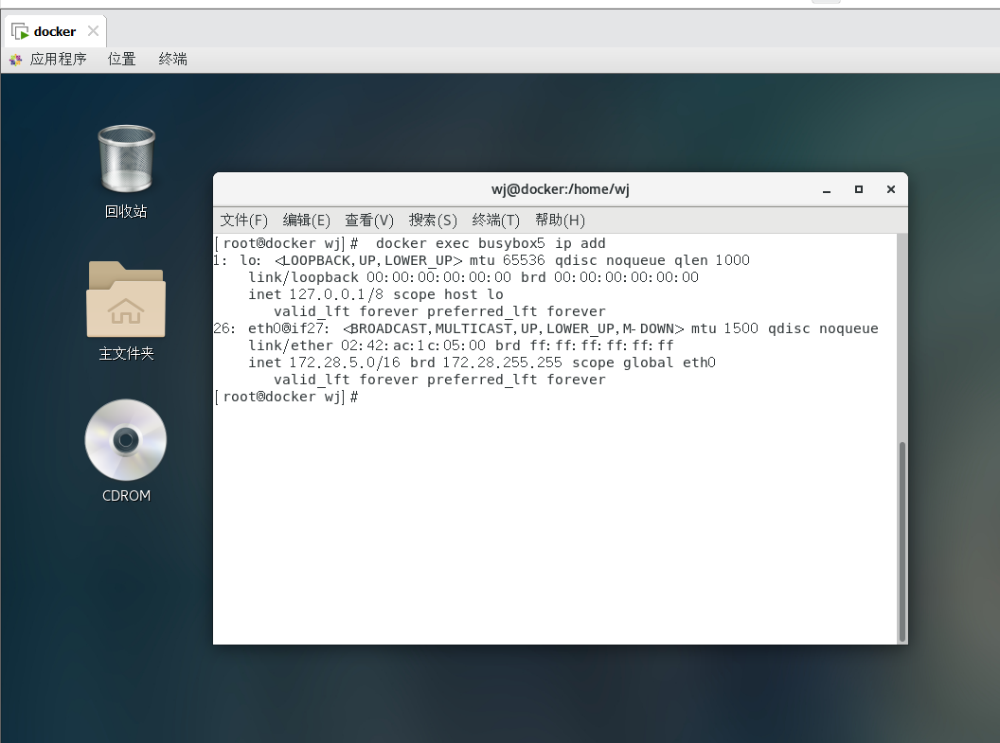 docker
应用程序 位置 终端
回收站
主文件夹
CDROM
wj@docker:/home/wj
文件(F) 编辑(E) 查看(V) 搜索(S) 终端(T) 帮助(H)
[root@docker wj]#  docker exec busybox5 ip add
1: lo: <LOOPBACK,UP,LOWER_UP> mtu 65536 qdisc noqueue qlen 1000
    link/loopback 00:00:00:00:00:00 brd 00:00:00:00:00:00
    inet 127.0.0.1/8 scope host lo
       valid_lft forever preferred_lft forever
26: eth0@if27: <BROADCAST,MULTICAST,UP,LOWER_UP,M-DOWN> mtu 1500 qdisc noqueue
    link/ether 02:42:ac:1c:05:00 brd ff:ff:ff:ff:ff:ff
    inet 172.28.5.0/16 brd 172.28.255.255 scope global eth0
       valid_lft forever preferred_lft forever
[root@docker wj]#